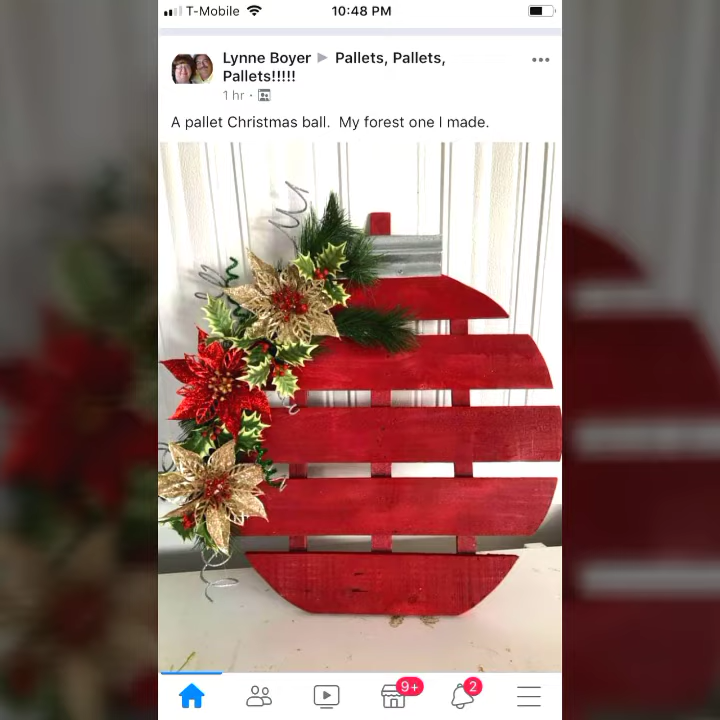 T-Mobile 10:48 PM
Lynne Boyer ▶ Pallets, Pallets,
Pallets!!!!!
1 hr ·
A pallet Christmas ball.  My forest one I made.
9+ 2